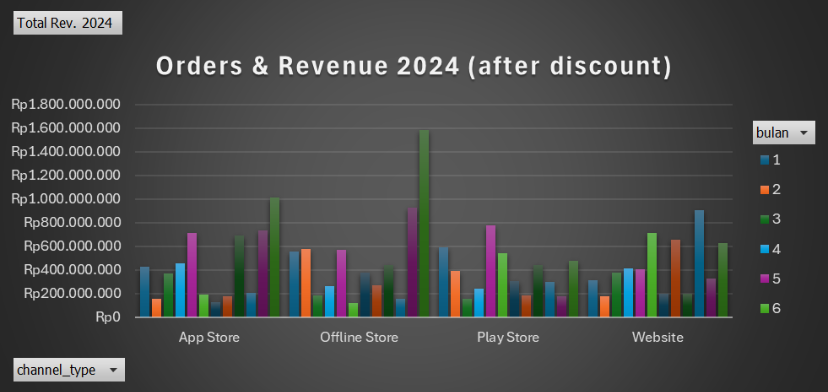 Total Rev. 2024
Orders & Revenue 2024 (after discount)
Rp1.800.000.000
Rp1.600.000.000
Rp1.400.000.000
Rp1.200.000.000
Rp1.000.000.000
Rp800.000.000
Rp600.000.000
Rp400.000.000
Rp200.000.000
Rp0
App Store
Offline Store
Play Store
Website
bulan
1
2
3
4
5
6
channel_type